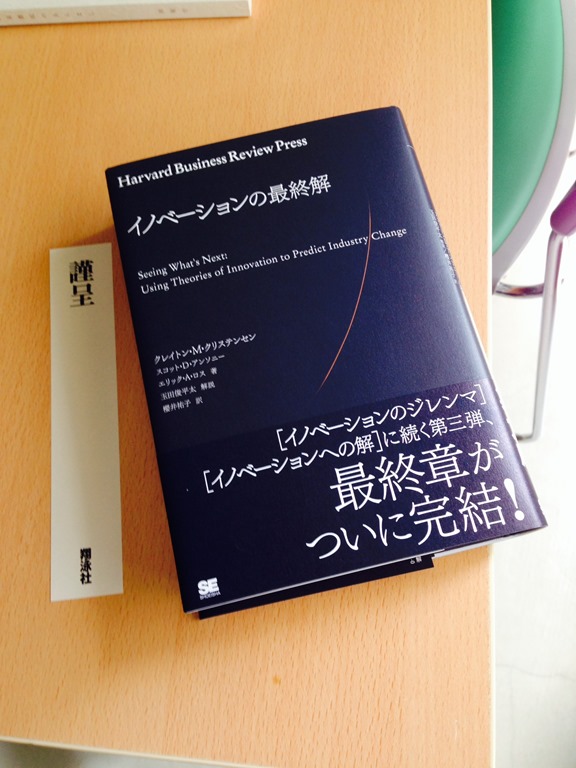 Harvard Business Review Press
イノベーションの最終解
Seeing What's Next:
Using Theories of Innovation to Predict Industry Change
クレイトン・M・クリステンセン
スコット・D・アンソニー
エリック・A・ロス 著
玉田俊平太 解説
櫻井祐子 訳
[イノベーションのジレンマ]
[イノベーションへの解]に続く第三弾、
最終章が
ついに完結!
SE
SHOEISHA
謹呈
翔泳社